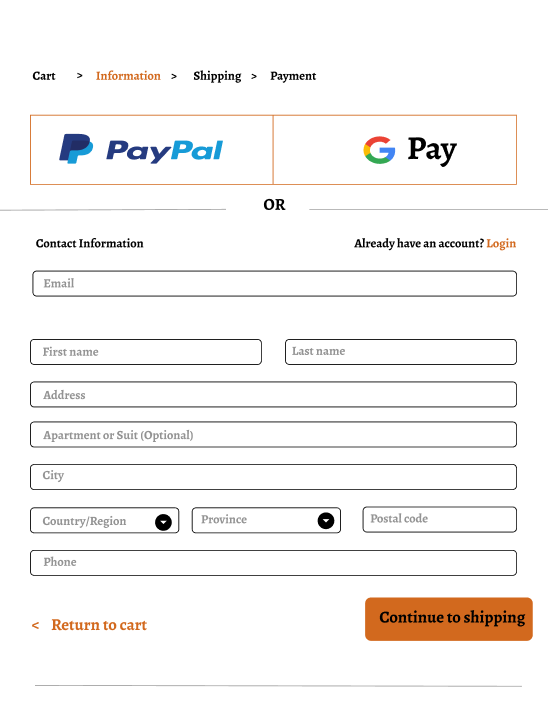 Cart > Information > Shipping > Payment
PayPal G Pay
OR
Contact Information Already have an account? Login
Email
First name Last name
Address
Apartment or Suit (Optional)
City
Country/Region Province Postal code
Phone
< Return to cart Continue to shipping